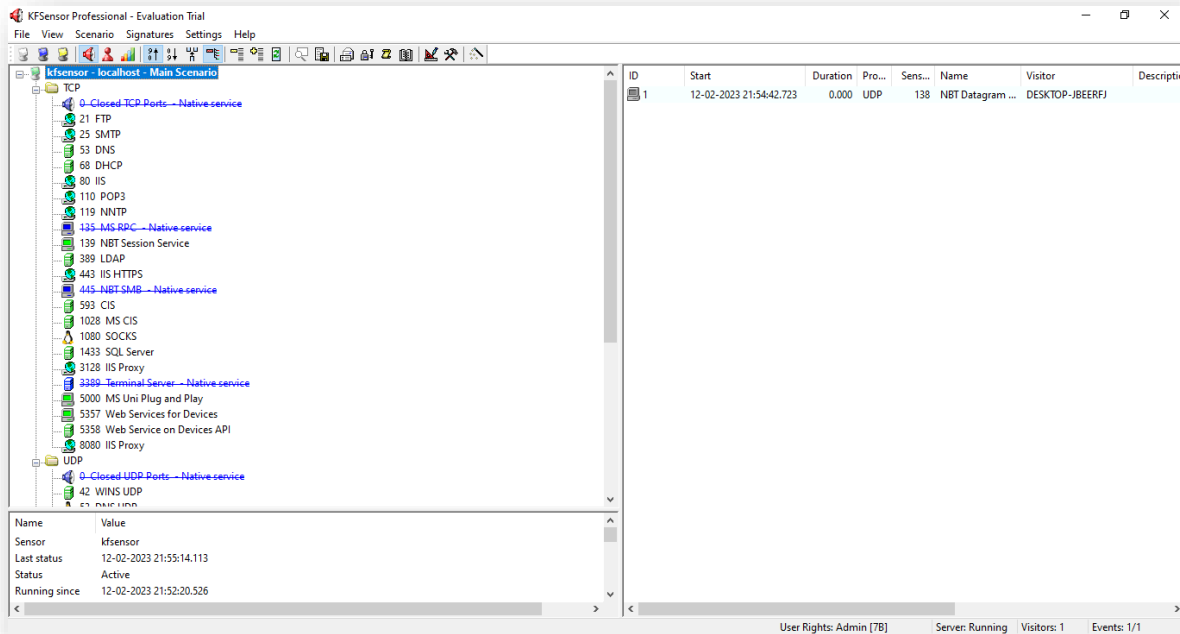 KFSensor Professional - Evaluation Trial
File View Scenario Signatures Settings Help
kfsensor - localhost - Main Scenario
TCP
0 Closed TCP Ports - Native service
21 FTP
25 SMTP
53 DNS
68 DHCP
80 IIS
110 POP3
119 NNTP
135 MS RPC - Native service
139 NBT Session Service
389 LDAP
443 IIS HTTPS
445 NBT SMB - Native service
593 CIS
1028 MS CIS
1080 SOCKS
1433 SQL Server
3128 IIS Proxy
3389 Terminal Server - Native service
5000 MS Uni Plug and Play
5357 Web Services for Devices
5358 Web Service on Devices API
8080 IIS Proxy
UDP
0 Closed UDP Ports - Native service
42 WINS UDP
Name Value
Sensor kfsensor
Last status 12-02-2023 21:55:14.113
Status Active
Running since 12-02-2023 21:52:20.526
ID Start Duration Pro... Sens... Name Visitor Descripti
1 12-02-2023 21:54:42.723 0.000 UDP 138 NBT Datagram ... DESKTOP-JBEERFJ
User Rights: Admin [7B] Server: Running Visitors: 1 Events: 1/1